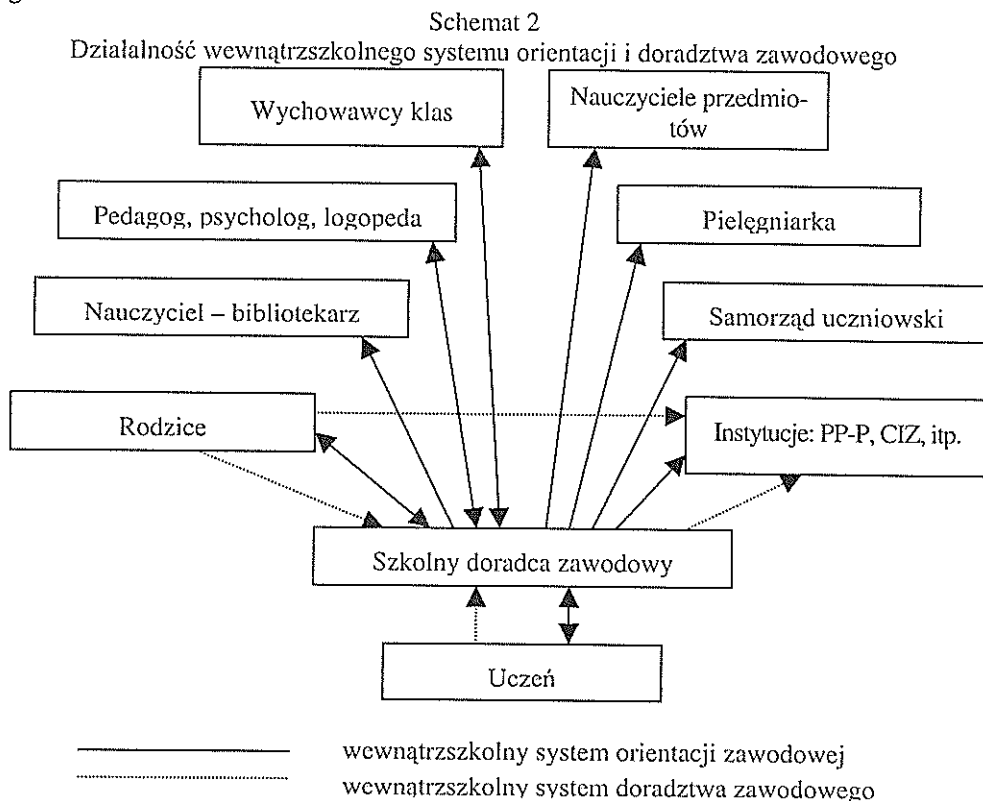 Schemat 2
Działalność wewnątrzszkolnego systemu orientacji i doradztwa zawodowego
Wychowawcy klas
Nauczyciele przedmio-
tów
Pedagog, psycholog, logopeda
Pielęgniarka
Nauczyciel – bibliotekarz
Samorząd uczniowski
Rodzice
Instytucje: PP-P, CIZ, itp.
Szkolny doradca zawodowy
Uczeń
wewnątrzszkolny system orientacji zawodowej
wewnątrzszkolny system doradztwa zawodowego